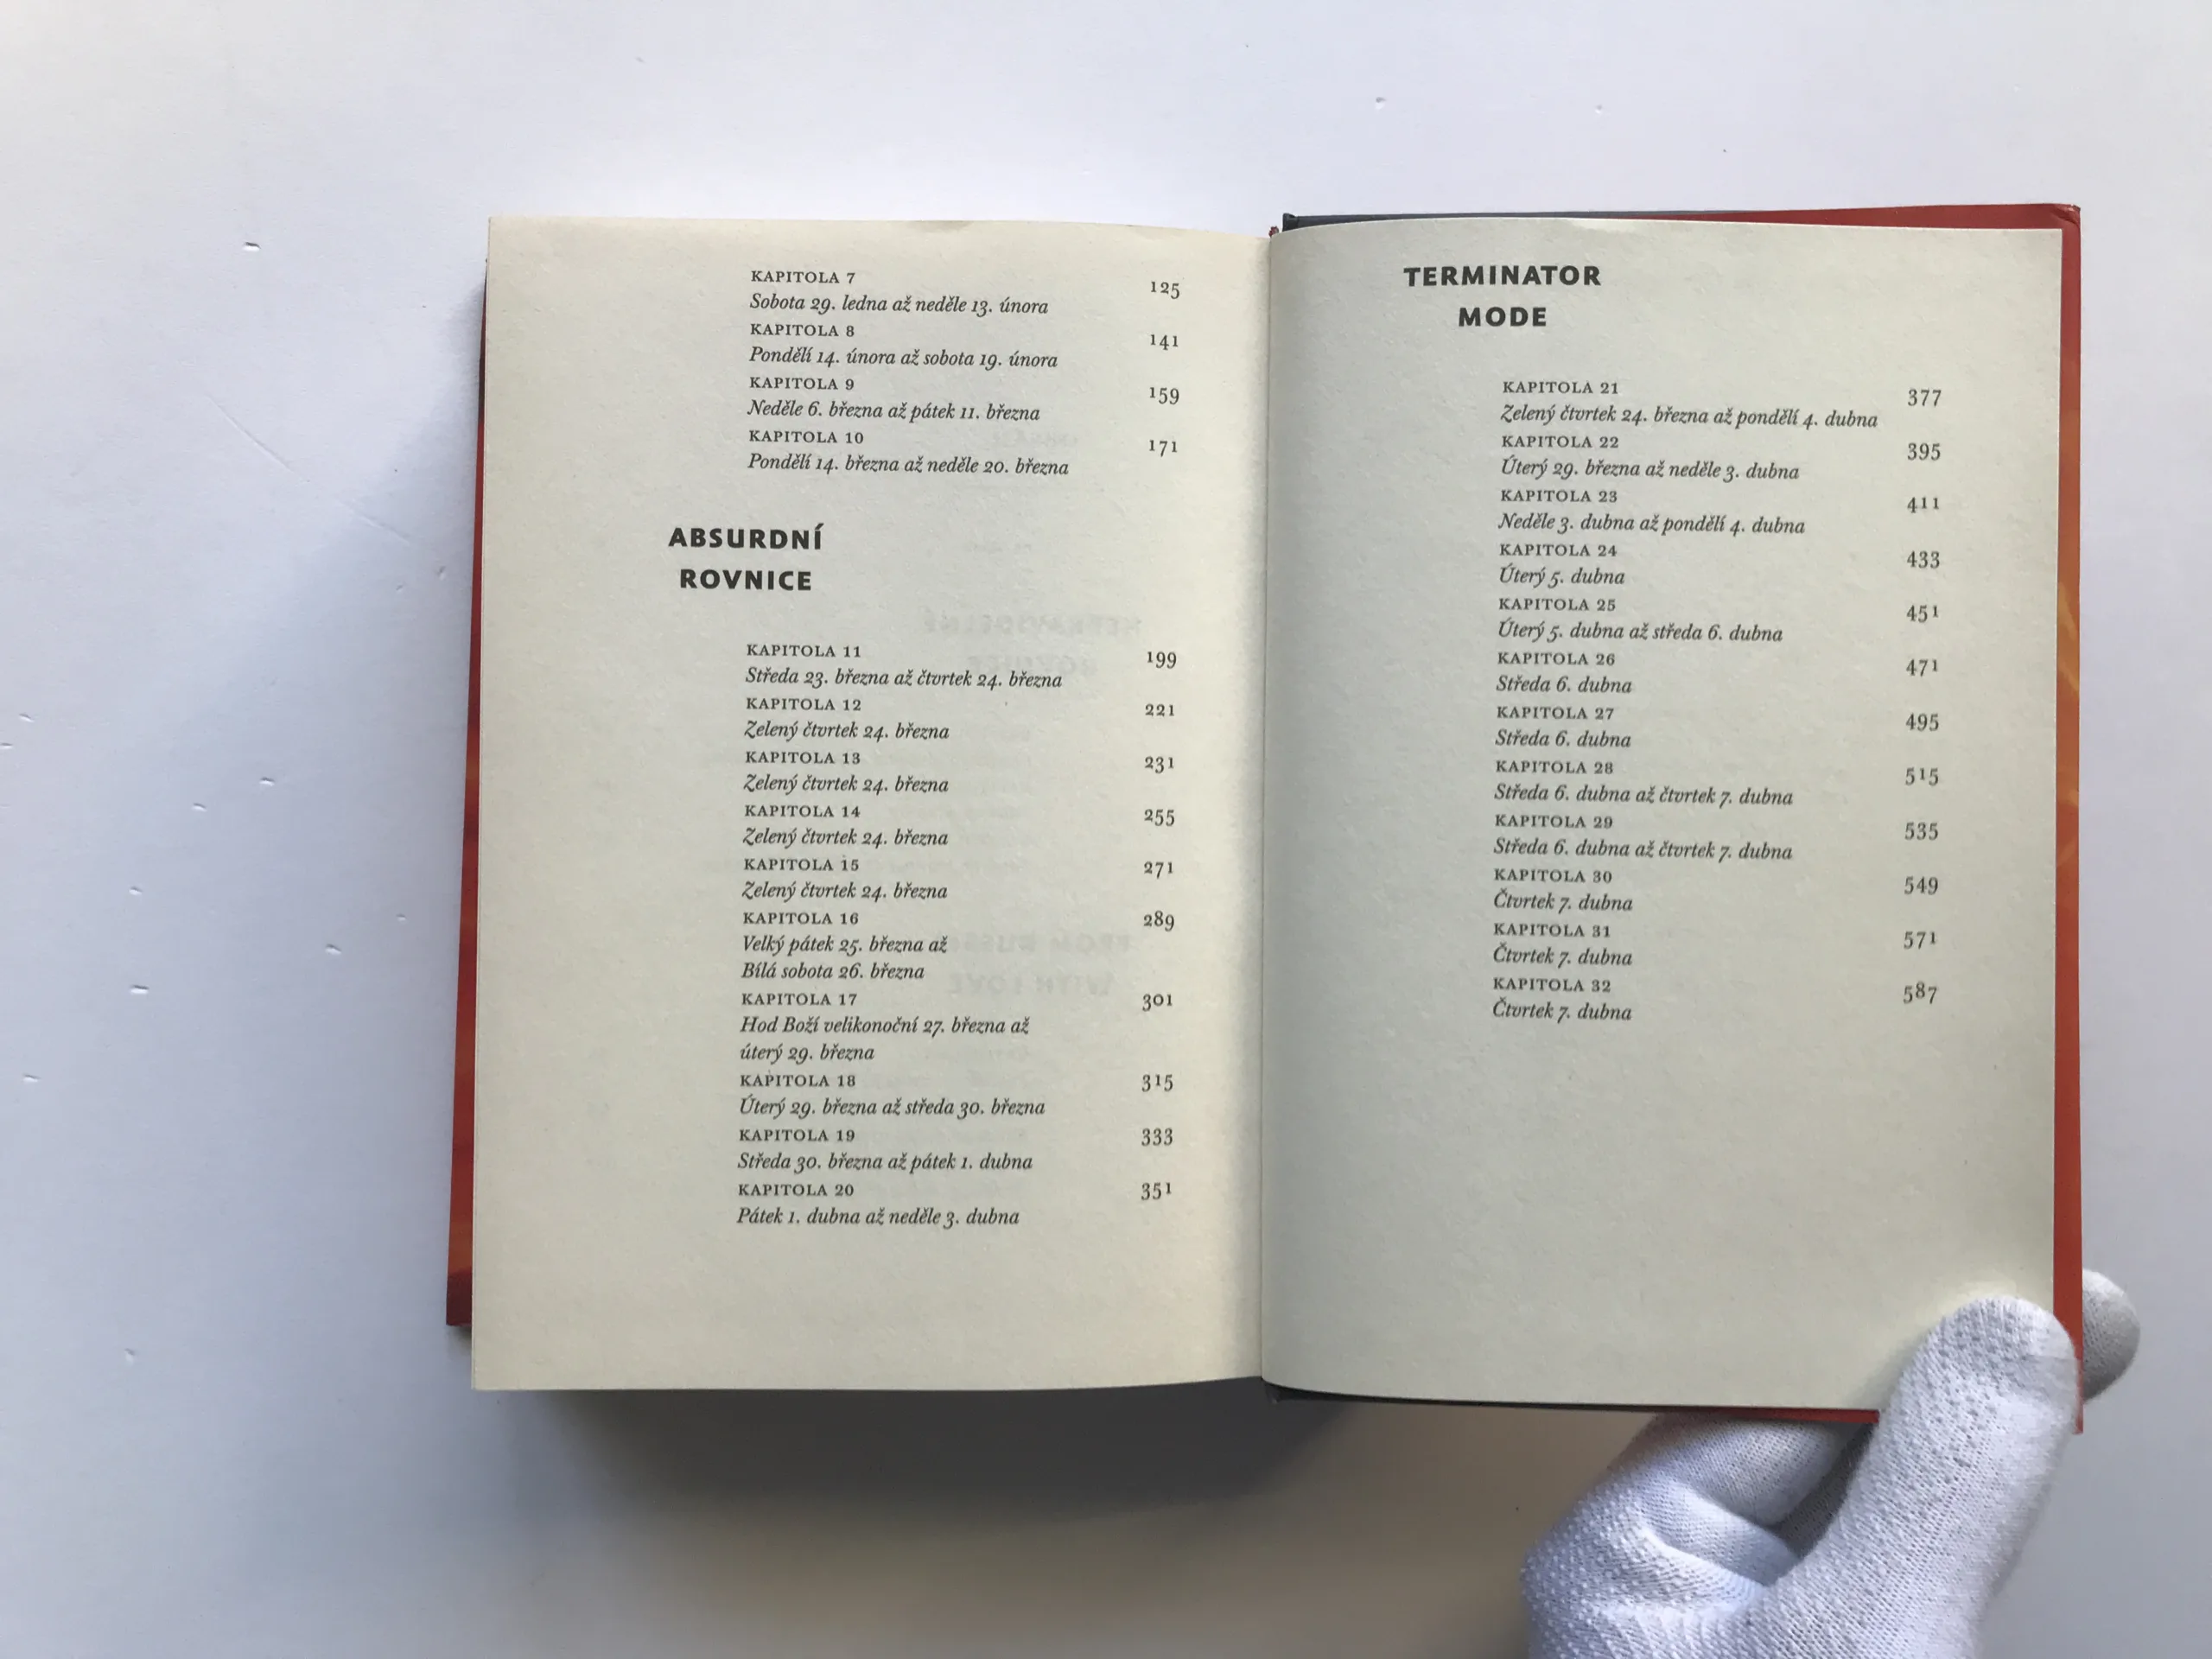 KAPITOLA 7 125
Sobota 29. ledna až neděle 13. února
KAPITOLA 8 141
Pondělí 14. února až sobota 19. února
KAPITOLA 9 159
Neděle 6. března až pátek 11. března
KAPITOLA 10 171
Pondělí 14. března až neděle 20. března
ABSURDNÍ
ROVNICE
KAPITOLA 11 199
Středa 23. března až čtvrtek 24. března
KAPITOLA 12 221
Zelený čtvrtek 24. března
KAPITOLA 13 231
Zelený čtvrtek 24. března
KAPITOLA 14 255
Zelený čtvrtek 24. března
KAPITOLA 15 271
Zelený čtvrtek 24. března
KAPITOLA 16 289
Velký pátek 25. března až
Bílá sobota 26. března
KAPITOLA 17 301
Hod Boží velikonoční 27. března až
úterý 29. března
KAPITOLA 18 315
Úterý 29. března až středa 30. března
KAPITOLA 19 333
Středa 30. března až pátek 1. dubna
KAPITOLA 20 351
Pátek 1. dubna až neděle 3. dubna
TERMINATOR
MODE
KAPITOLA 21 377
Zelený čtvrtek 24. března až pondělí 4. dubna
KAPITOLA 22 395
Úterý 29. března až neděle 3. dubna
KAPITOLA 23 411
Neděle 3. dubna až pondělí 4. dubna
KAPITOLA 24 433
Úterý 5. dubna
KAPITOLA 25 451
Úterý 5. dubna až středa 6. dubna
KAPITOLA 26 471
Středa 6. dubna
KAPITOLA 27 495
Středa 6. dubna
KAPITOLA 28 515
Středa 6. dubna až čtvrtek 7. dubna
KAPITOLA 29 535
Středa 6. dubna až čtvrtek 7. dubna
KAPITOLA 30 549
Čtvrtek 7. dubna
KAPITOLA 31 571
Čtvrtek 7. dubna
KAPITOLA 32 587
Čtvrtek 7. dubna